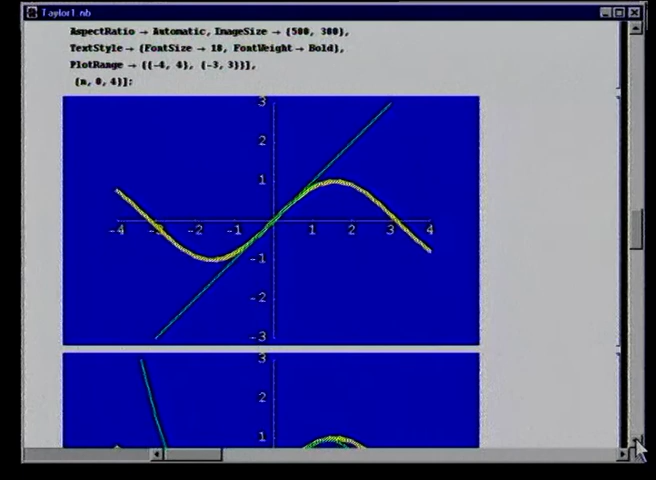 Taylor1.nb
AspectRatio → Automatic, ImageSize → {500, 300},
TextStyle → {FontSize → 18, FontWeight → Bold},
PlotRange → {{-4, 4}, {-3, 3}}],
{n, 0, 4}];
3
2
1
-4 -3 -2 -1 1 2 3 4
-1
-2
-3
3
2
1